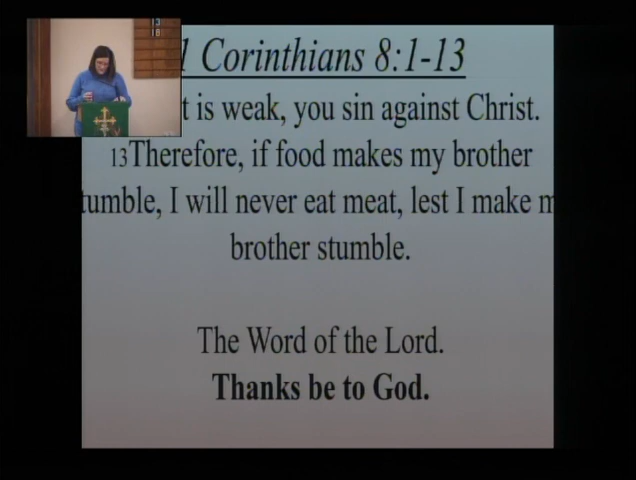 1 Corinthians 8:1-13
t is weak, you sin against Christ.
13Therefore, if food makes my brother
tumble, I will never eat meat, lest I make m
brother stumble.
The Word of the Lord.
Thanks be to God.